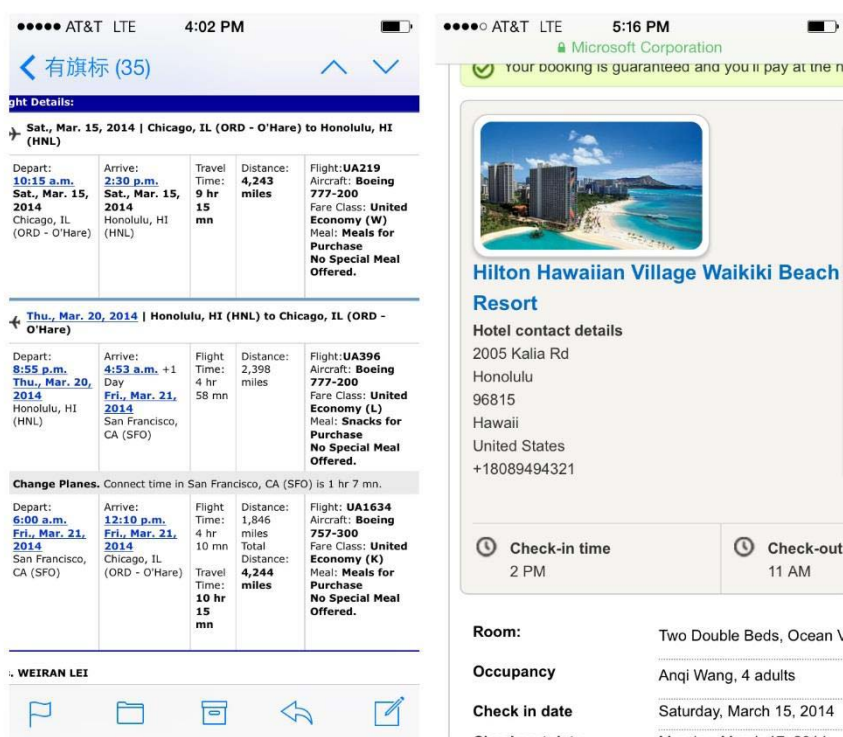 AT&T LTE 4:02 PM
有旗标 (35)
ght Details:
Sat., Mar. 15, 2014 | Chicago, IL (ORD - O'Hare) to Honolulu, HI
(HNL)
Depart:
10:15 a.m.
Sat., Mar. 15,
2014
Chicago, IL
(ORD - O'Hare)
Arrive:
2:30 p.m.
Sat., Mar. 15,
2014
Honolulu, HI
(HNL)
Travel
Time:
9 hr
15
mn
Distance:
4,243
miles
Flight:UA219
Aircraft: Boeing
777-200
Fare Class: United
Economy (W)
Meal: Meals for
Purchase
No Special Meal
Offered.
Thu., Mar. 20, 2014 | Honolulu, HI (HNL) to Chicago, IL (ORD -
O'Hare)
Depart:
8:55 p.m.
Thu., Mar. 20,
2014
Honolulu, HI
(HNL)
Arrive:
4:53 a.m. +1
Day
Fri., Mar. 21,
2014
San Francisco,
CA (SFO)
Flight
Time:
4 hr
58 mn
Distance:
2,398
miles
Flight:UA396
Aircraft: Boeing
777-200
Fare Class: United
Economy (L)
Meal: Snacks for
Purchase
No Special Meal
Offered.
Change Planes. Connect time in San Francisco, CA (SFO) is 1 hr 7 mn.
Depart:
6:00 a.m.
Fri., Mar. 21,
2014
San Francisco,
CA (SFO)
Arrive:
12:10 p.m.
Fri., Mar. 21,
2014
Chicago, IL
(ORD - O'Hare)
Flight
Time:
4 hr
10 mn
Travel
Time:
10 hr
15
mn
Distance:
1,846
miles
Total
Distance:
4,244
miles
Flight: UA1634
Aircraft: Boeing
757-300
Fare Class: United
Economy (K)
Meal: Meals for
Purchase
No Special Meal
Offered.
. WEIRAN LEI
AT&T LTE 5:16 PM
Microsoft Corporation
Your booking is guaranteed and you'll pay at the h
Hilton Hawaiian Village Waikiki Beach
Resort
Hotel contact details
2005 Kalia Rd
Honolulu
96815
Hawaii
United States
+18089494321
Check-in time
2 PM
Check-out
11 AM
Room: Two Double Beds, Ocean V
Occupancy Anqi Wang, 4 adults
Check in date Saturday, March 15, 2014